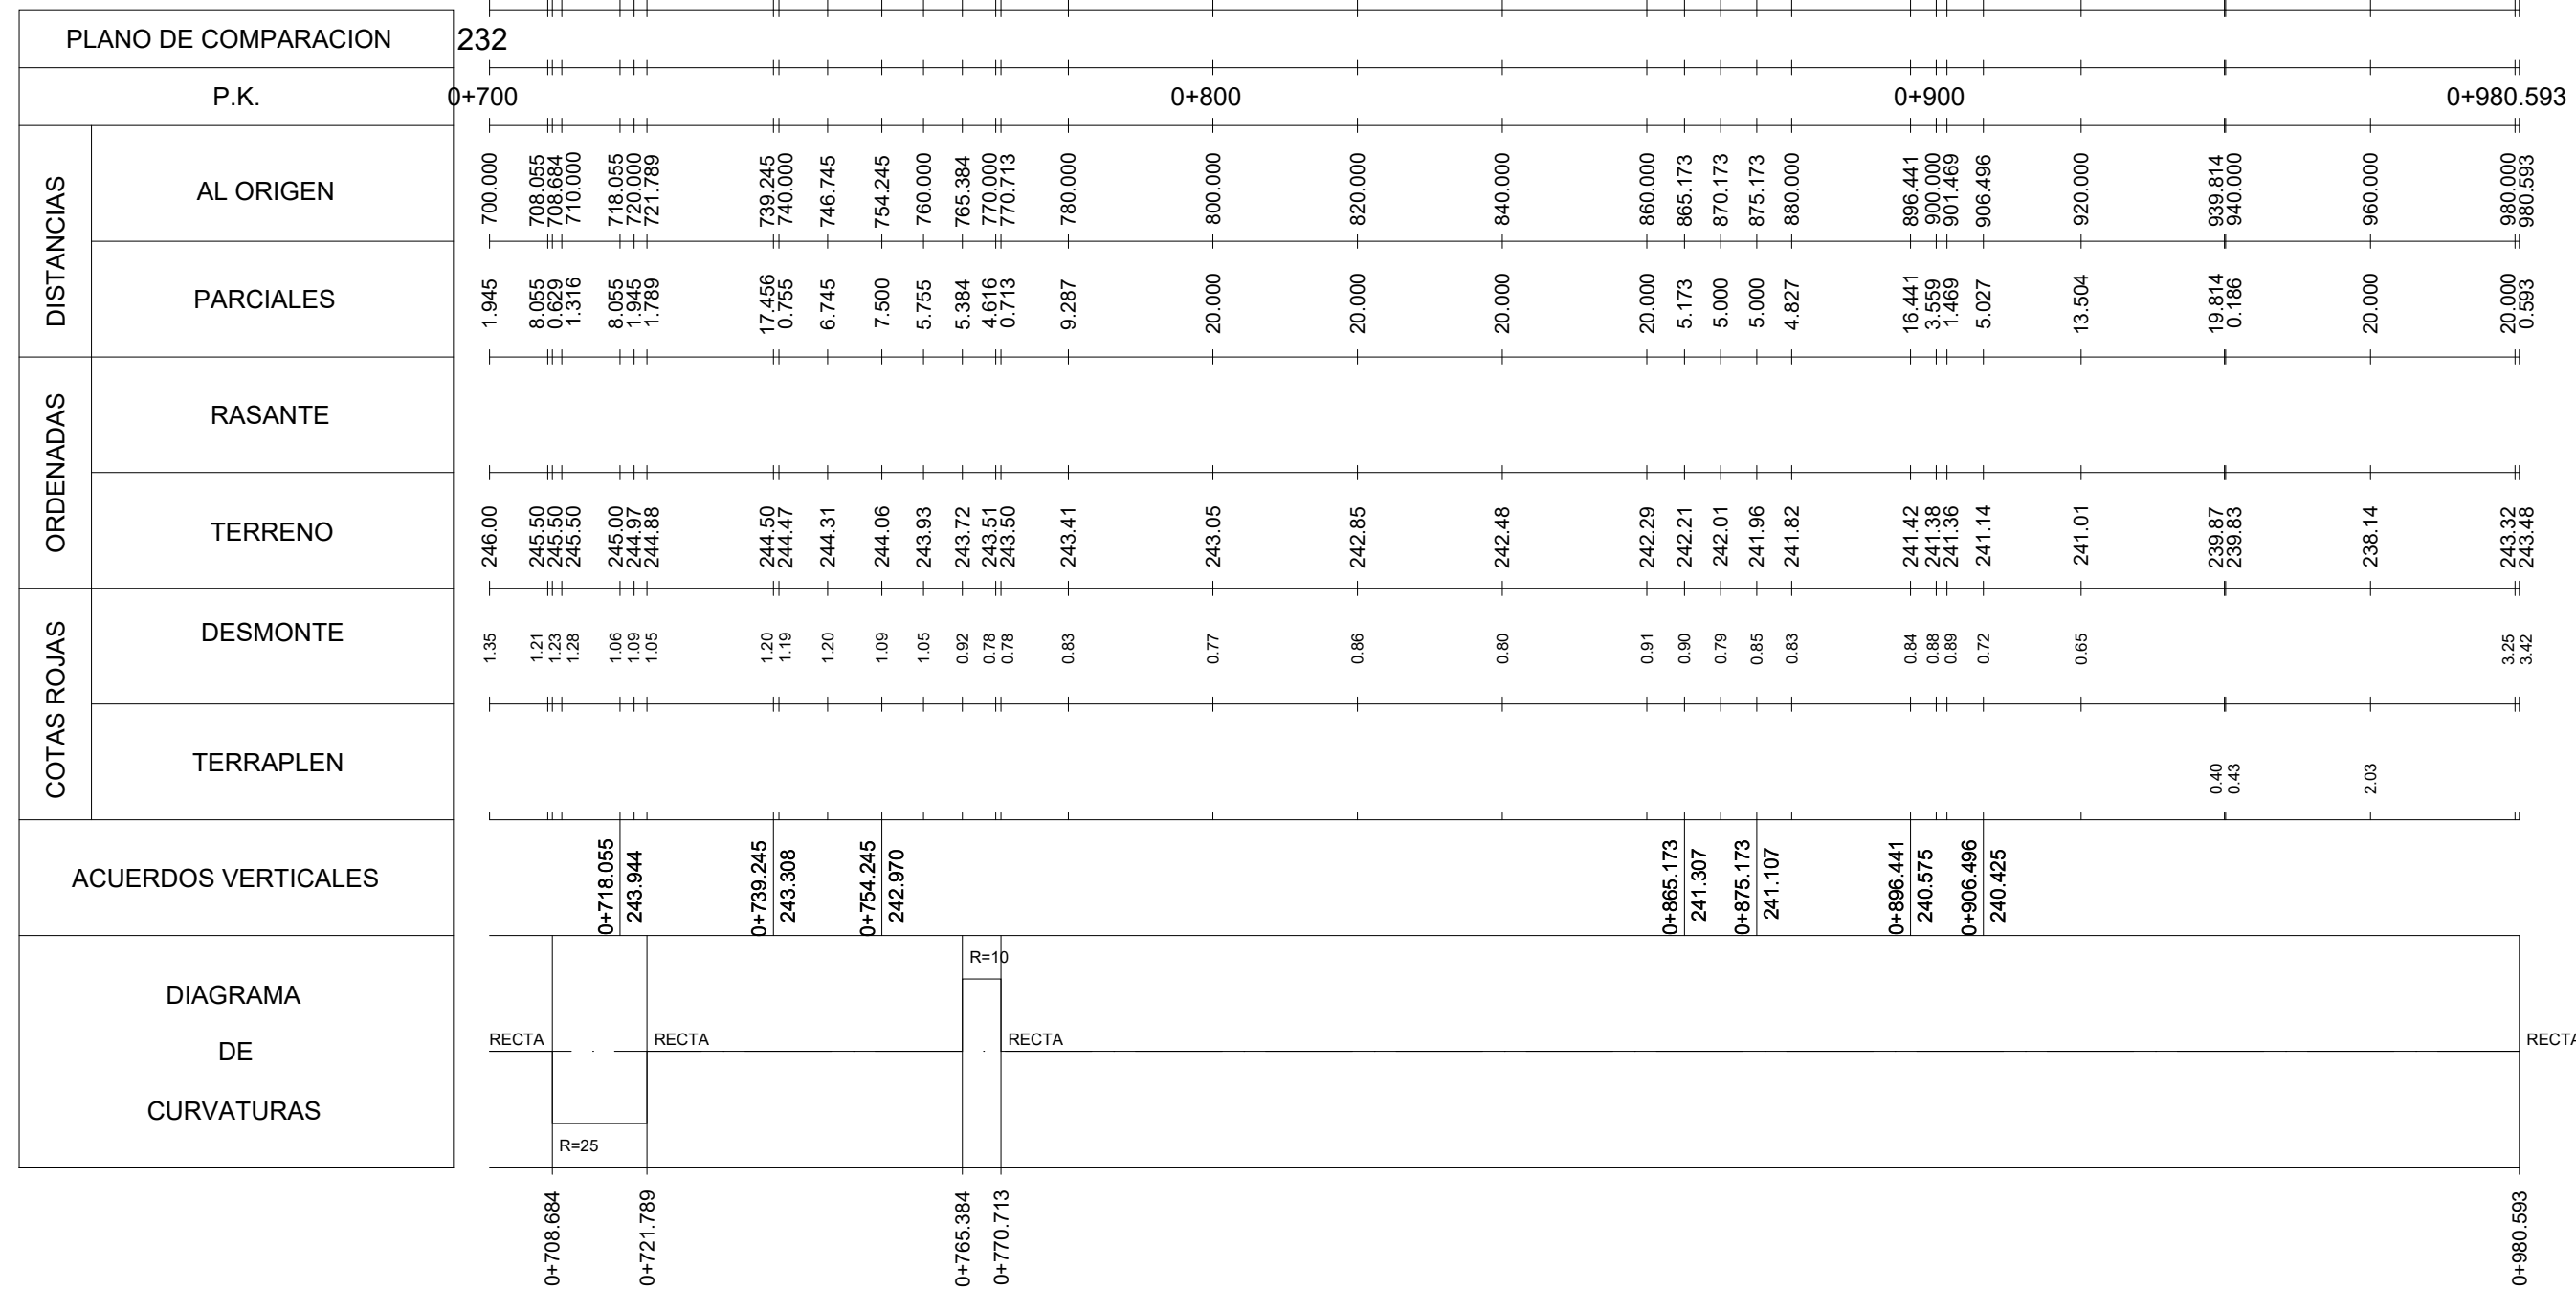 PLANO DE COMPARACION 232
P.K. 0+700 0+800 0+900 0+980.593
DISTANCIAS
AL ORIGEN 700.000 708.055 708.684 710.000 718.055 720.000 721.789 739.245 740.000 746.745 754.245 760.000 765.384 770.000 770.713 780.000 800.000 820.000 840.000 860.000 865.173 870.173 875.173 880.000 896.441 900.000 901.469 906.496 920.000 939.814 940.000 960.000 980.000 980.593
PARCIALES 1.945 8.055 0.629 1.316 8.055 1.945 1.789 17.456 0.755 6.745 7.500 5.755 5.384 4.616 0.713 9.287 20.000 20.000 20.000 20.000 5.173 5.000 5.000 4.827 16.441 3.559 1.469 5.027 13.504 19.814 0.186 20.000 20.000 0.593
ORDENADAS
RASANTE
TERRENO 246.00 245.50 245.50 245.50 245.00 244.97 244.88 244.50 244.47 244.31 244.06 243.93 243.72 243.51 243.50 243.41 243.05 242.85 242.48 242.29 242.21 242.01 241.96 241.82 241.42 241.38 241.36 241.14 241.01 239.87 239.83 238.14 243.32 243.48
COTAS ROJAS
DESMONTE 1.35 1.21 1.23 1.28 1.06 1.09 1.05 1.20 1.19 1.20 1.09 1.05 0.92 0.78 0.78 0.83 0.77 0.86 0.80 0.91 0.90 0.79 0.85 0.83 0.84 0.88 0.89 0.72 0.65 3.25 3.42
TERRAPLEN 0.40 0.43 2.03
ACUERDOS VERTICALES 0+718.055 243.944 0+739.245 243.308 0+754.245 242.970 0+865.173 241.307 0+875.173 241.107 0+896.441 240.575 0+906.496 240.425
DIAGRAMA
DE
CURVATURAS
R=10
RECTA RECTA RECTA RECTA
R=25
0+708.684 0+721.789 0+765.384 0+770.713 0+980.593